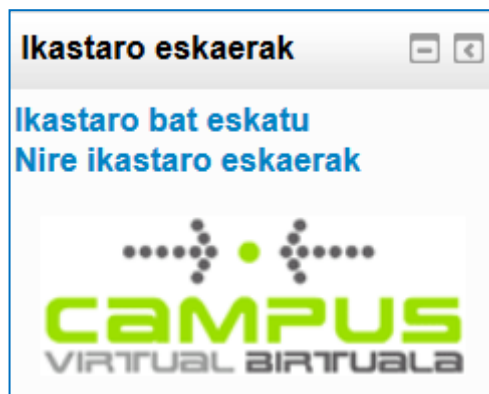 Ikastaro eskaerak
Ikastaro bat eskatu
Nire ikastaro eskaerak
CAMPUS
VIRTUAL BIRTUALA